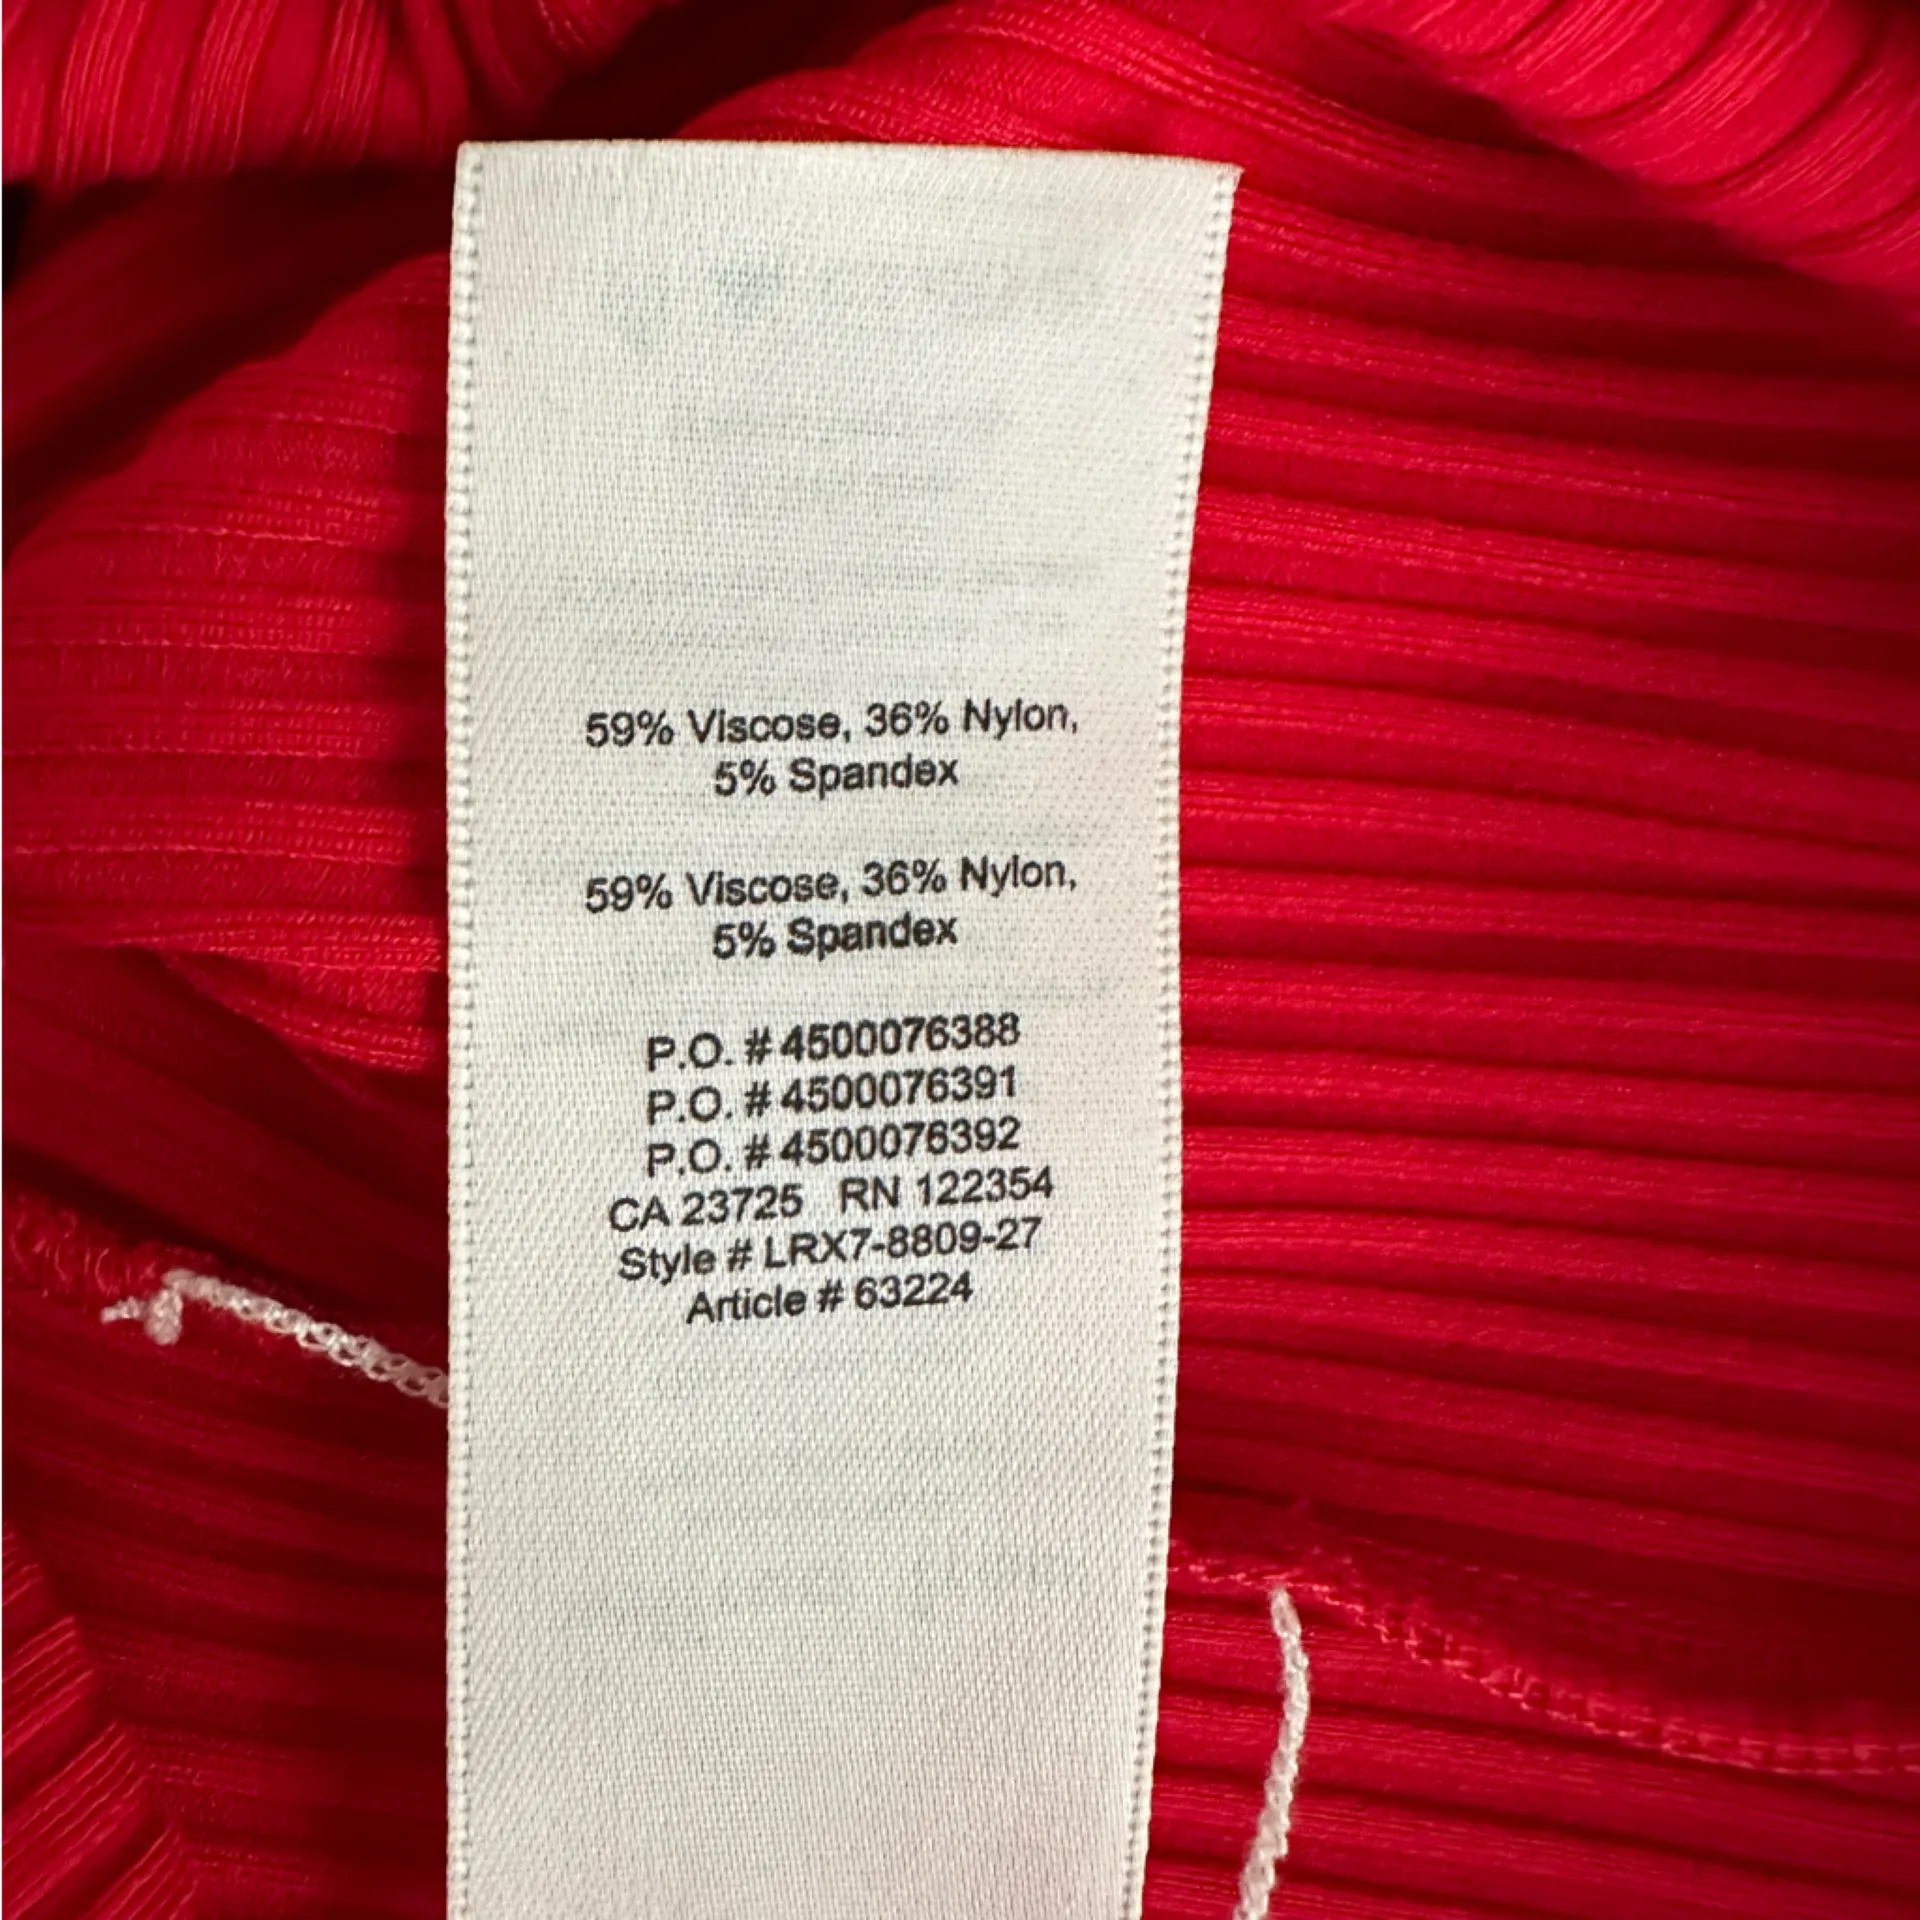 59% Viscose, 36% Nylon,
5% Spandex
59% Viscose, 36% Nylon,
5% Spandex
P.O. # 4500076388
P.O. # 4500076391
P.O. # 4500076392
CA 23725 RN 122354
Style # LRX7-8809-27
Article # 63224